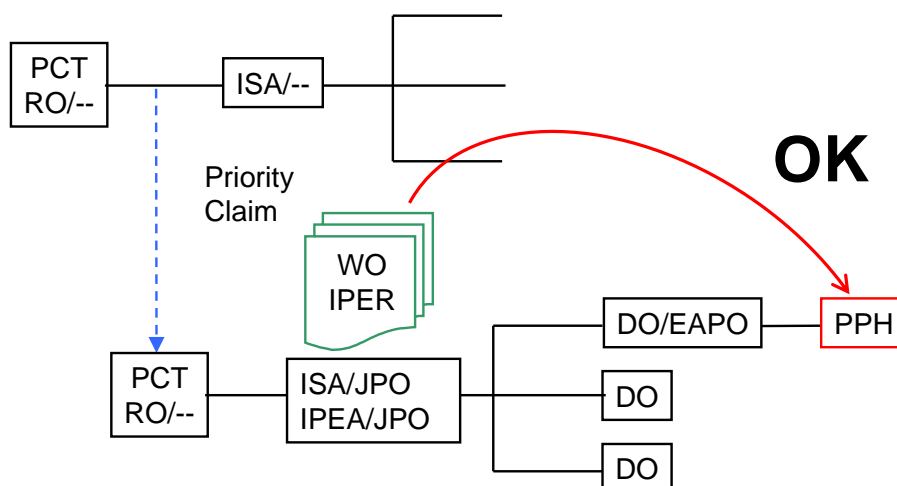 PCT
RO/--
ISA/--
OK
Priority
Claim
WO
IPER
DO/EAPO
PPH
PCT
RO/--
ISA/JPO
IPEA/JPO
DO
DO